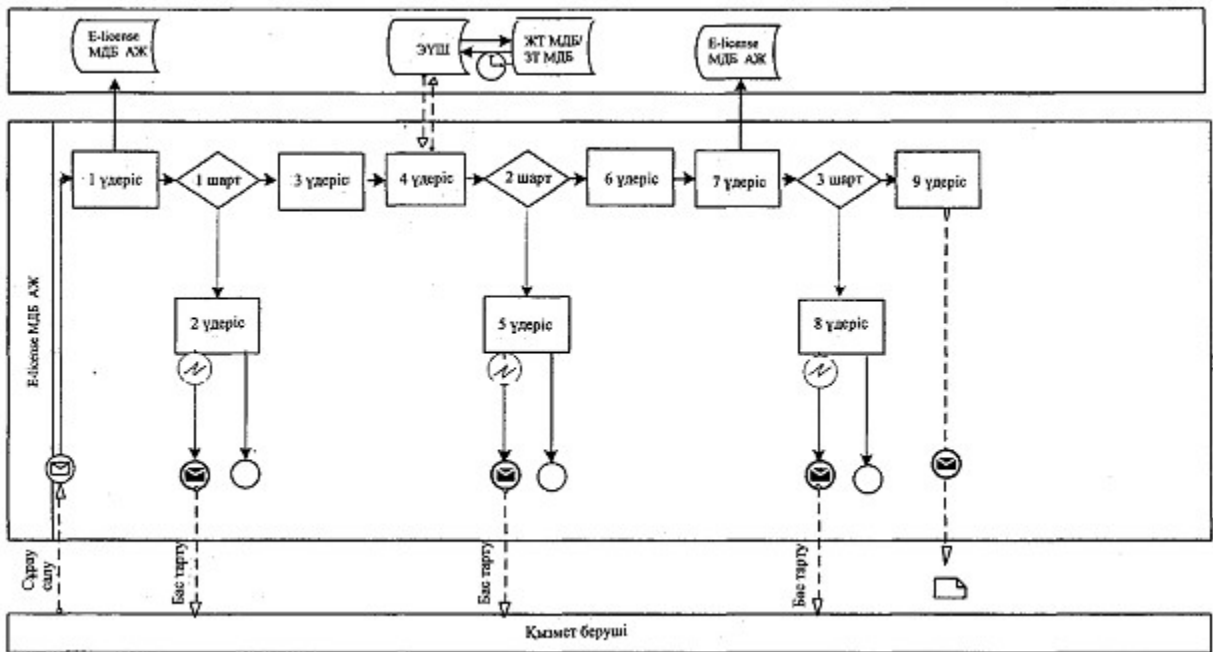 E-license
МДБ АЖ
ЭҮШ
ЖТ МДБ/
ЗТ МДБ
E-license
МДБ АЖ
1 үдеріс
1 шарт
3 үдеріс
4 үдеріс
2 шарт
6 үдеріс
7 үдеріс
3 шарт
9 үдеріс
2 үдеріс
5 үдеріс
8 үдеріс
E-license МДБ АЖ
Сұрау
салу
Бас тарту
Бас тарту
Бас тарту
Қызмет беруші